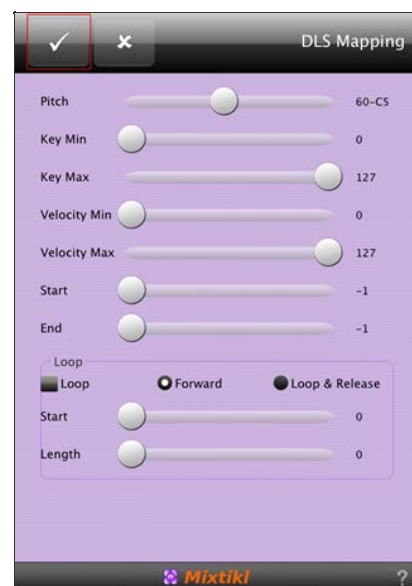 DLS Mapping
Pitch 60-C5
Key Min 0
Key Max 127
Velocity Min 0
Velocity Max 127
Start -1
End -1
Loop
Loop Forward Loop & Release
Start 0
Length 0
Mixtikl ?